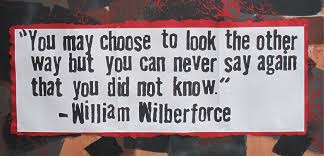 "You may choose to look the other
way but you can never say again
that you did not know."
-William Wilberforce